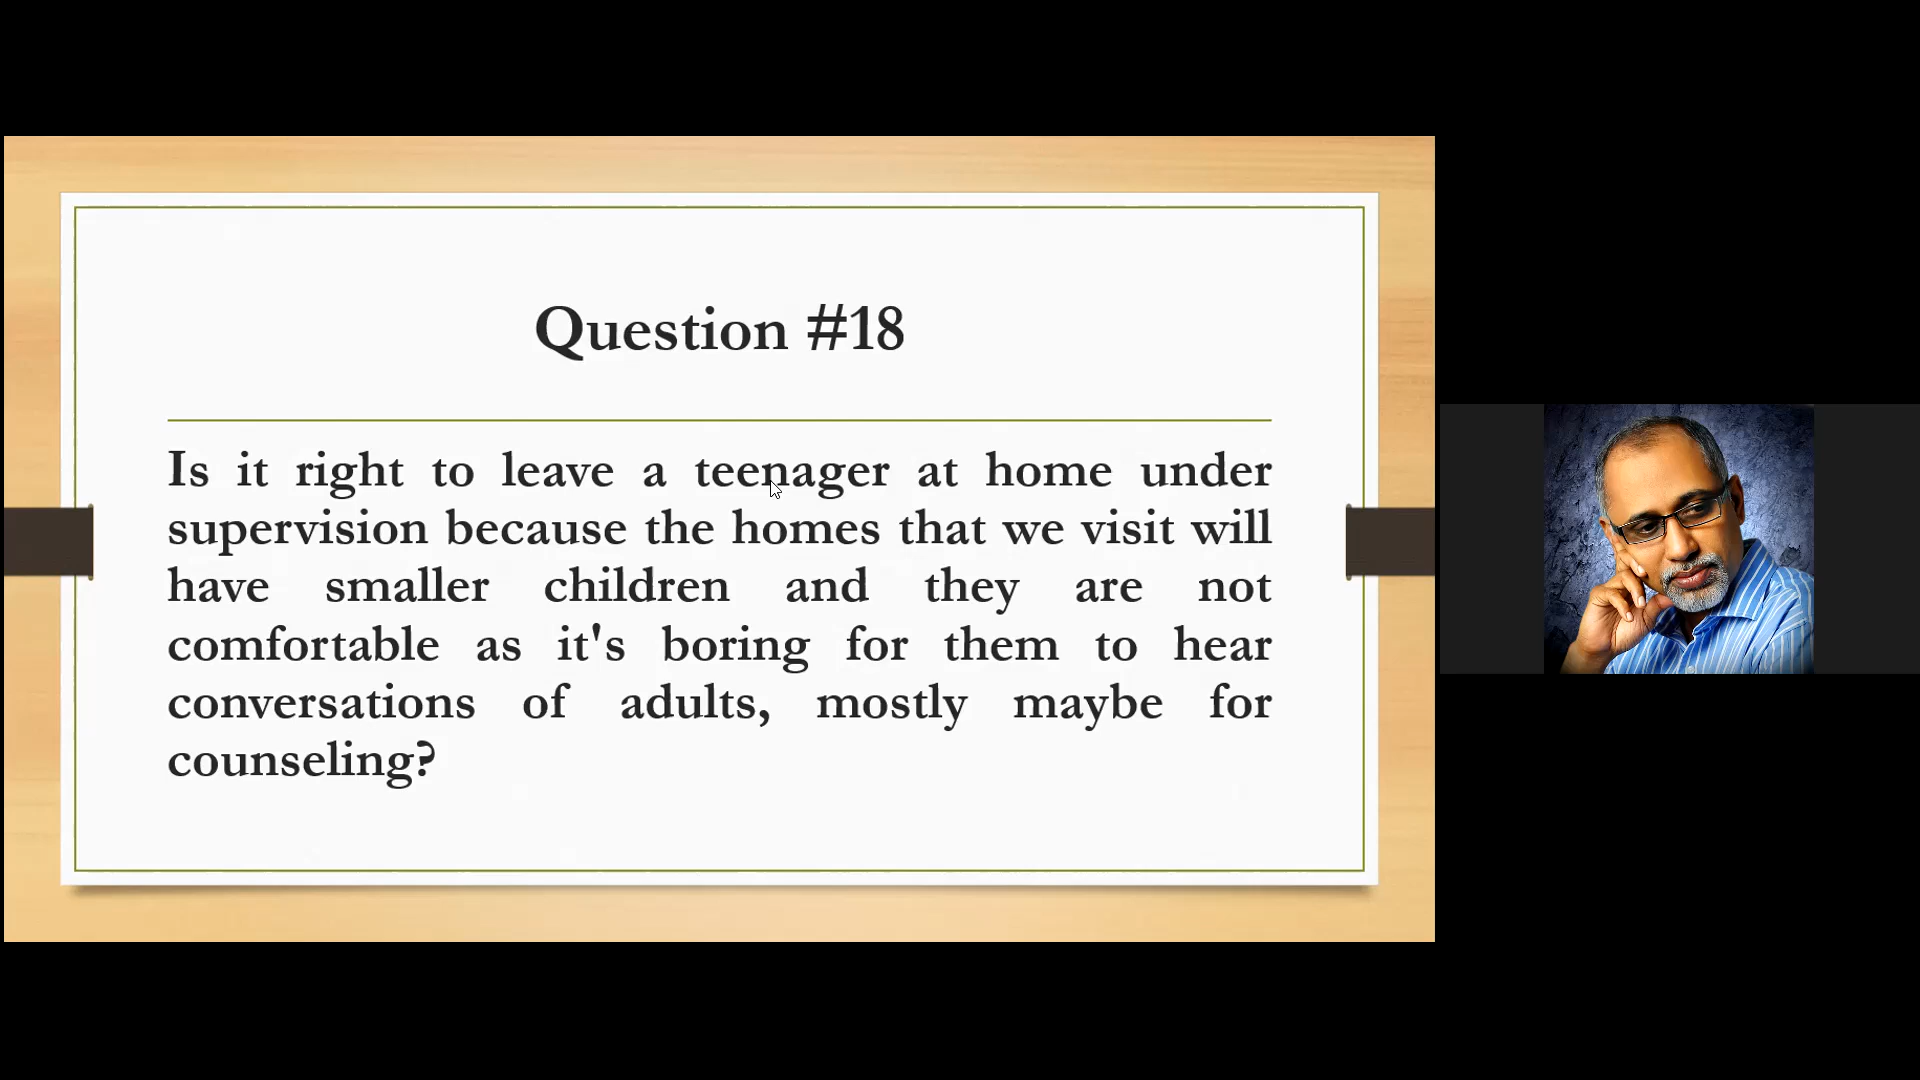 Question #18
Is it right to leave a teenager at home under
supervision because the homes that we visit will
have smaller children and they are not
comfortable as it's boring for them to hear
conversations of adults, mostly maybe for
counseling?